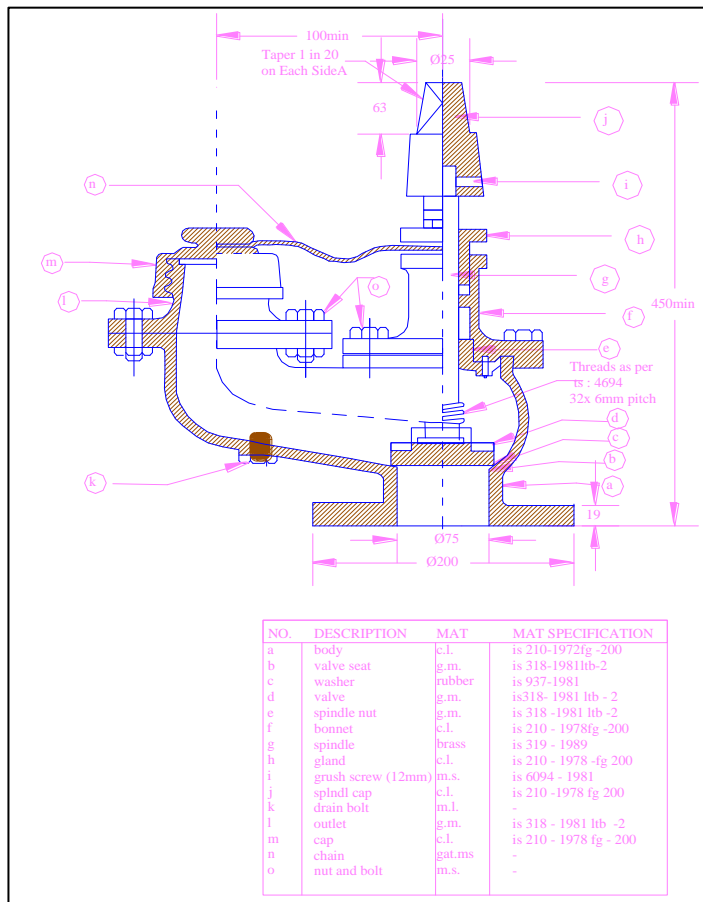 100min
Taper 1 in 20
on Each SideA
Ø25
63
j
i
n
h
m
g
o
l
f
450min
e
Threads as per
is : 4694
32x 6mm pitch
d
c
b
k
a
19
Ø75
Ø200
NO. DESCRIPTION MAT MAT SPECIFICATION
a body c.l. is 210-1972fg -200
b valve seat g.m. is 318-1981ltb-2
c washer rubber is 937-1981
d valve g.m. is318- 1981 ltb - 2
e spindle nut g.m. is 318 -1981 ltb -2
f bonnet c.l. is 210 - 1978fg -200
g spindle brass is 319 - 1989
h gland c.l. is 210 - 1978 -fg 200
i grush screw (12mm) m.s. is 6094 - 1981
j splndl cap c.l. is 210 -1978 fg 200
k drain bolt m.l. -
l outlet g.m. is 318 - 1981 ltb -2
m cap c.l. is 210 - 1978 fg - 200
n chain gat.ms -
o nut and bolt m.s. -